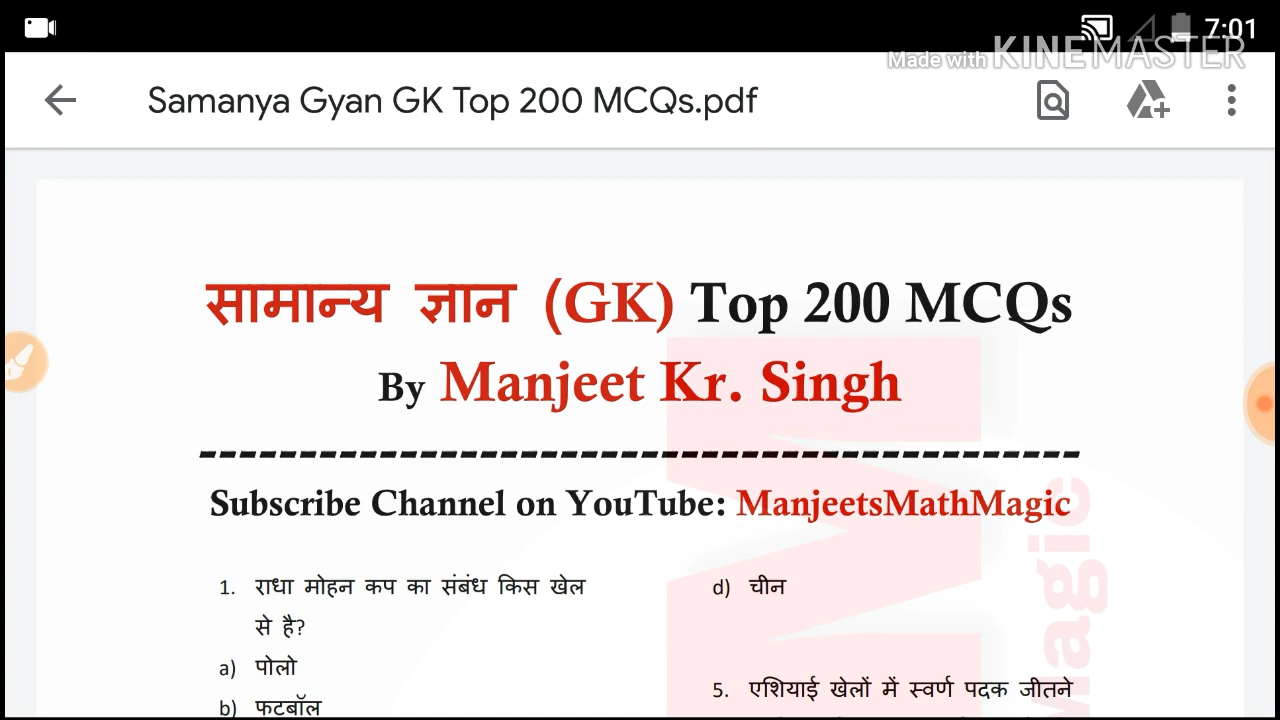 7:01
Made with KINEMASTER
Samanya Gyan GK Top 200 MCQs.pdf
सामान्य ज्ञान (GK) Top 200 MCQs
By Manjeet Kr. Singh
Subscribe Channel on YouTube: ManjeetsMathMagic
1. राधा मोहन कप का संबंध किस खेल
से है?
a) पोलो
b) फटबॉल
d) चीन
5. एशियाई खेलों में स्वर्ण पदक जीतने
M
Magic